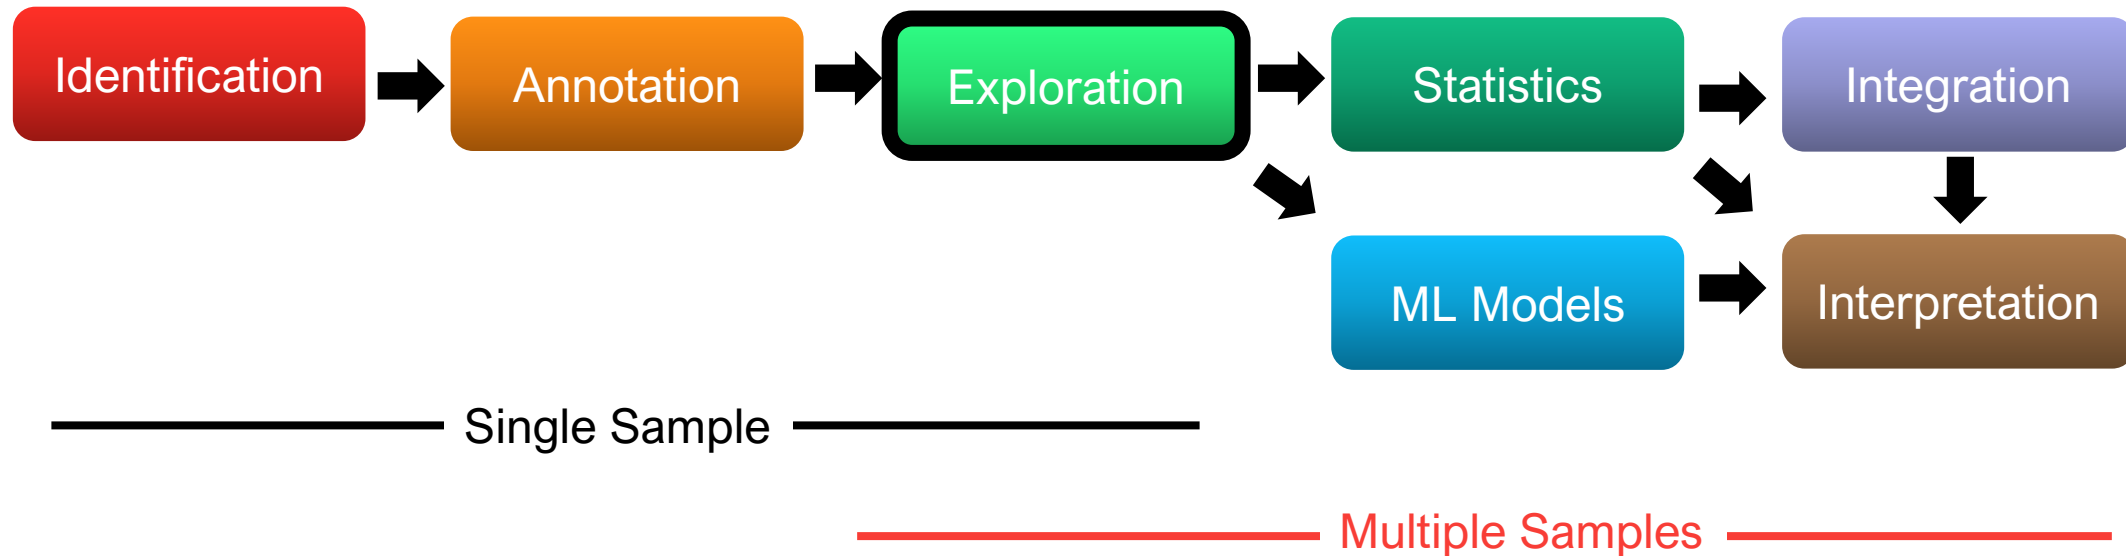 Identification
Annotation
Exploration
Statistics
Integration
ML Models
Interpretation
Single Sample
Multiple Samples